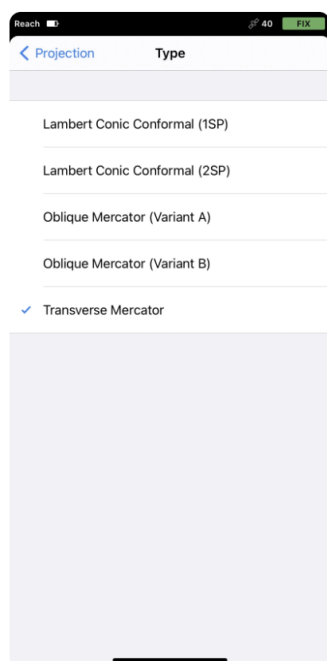 Reach 40 FIX
Projection Type
Lambert Conic Conformal (1SP)
Lambert Conic Conformal (2SP)
Oblique Mercator (Variant A)
Oblique Mercator (Variant B)
Transverse Mercator